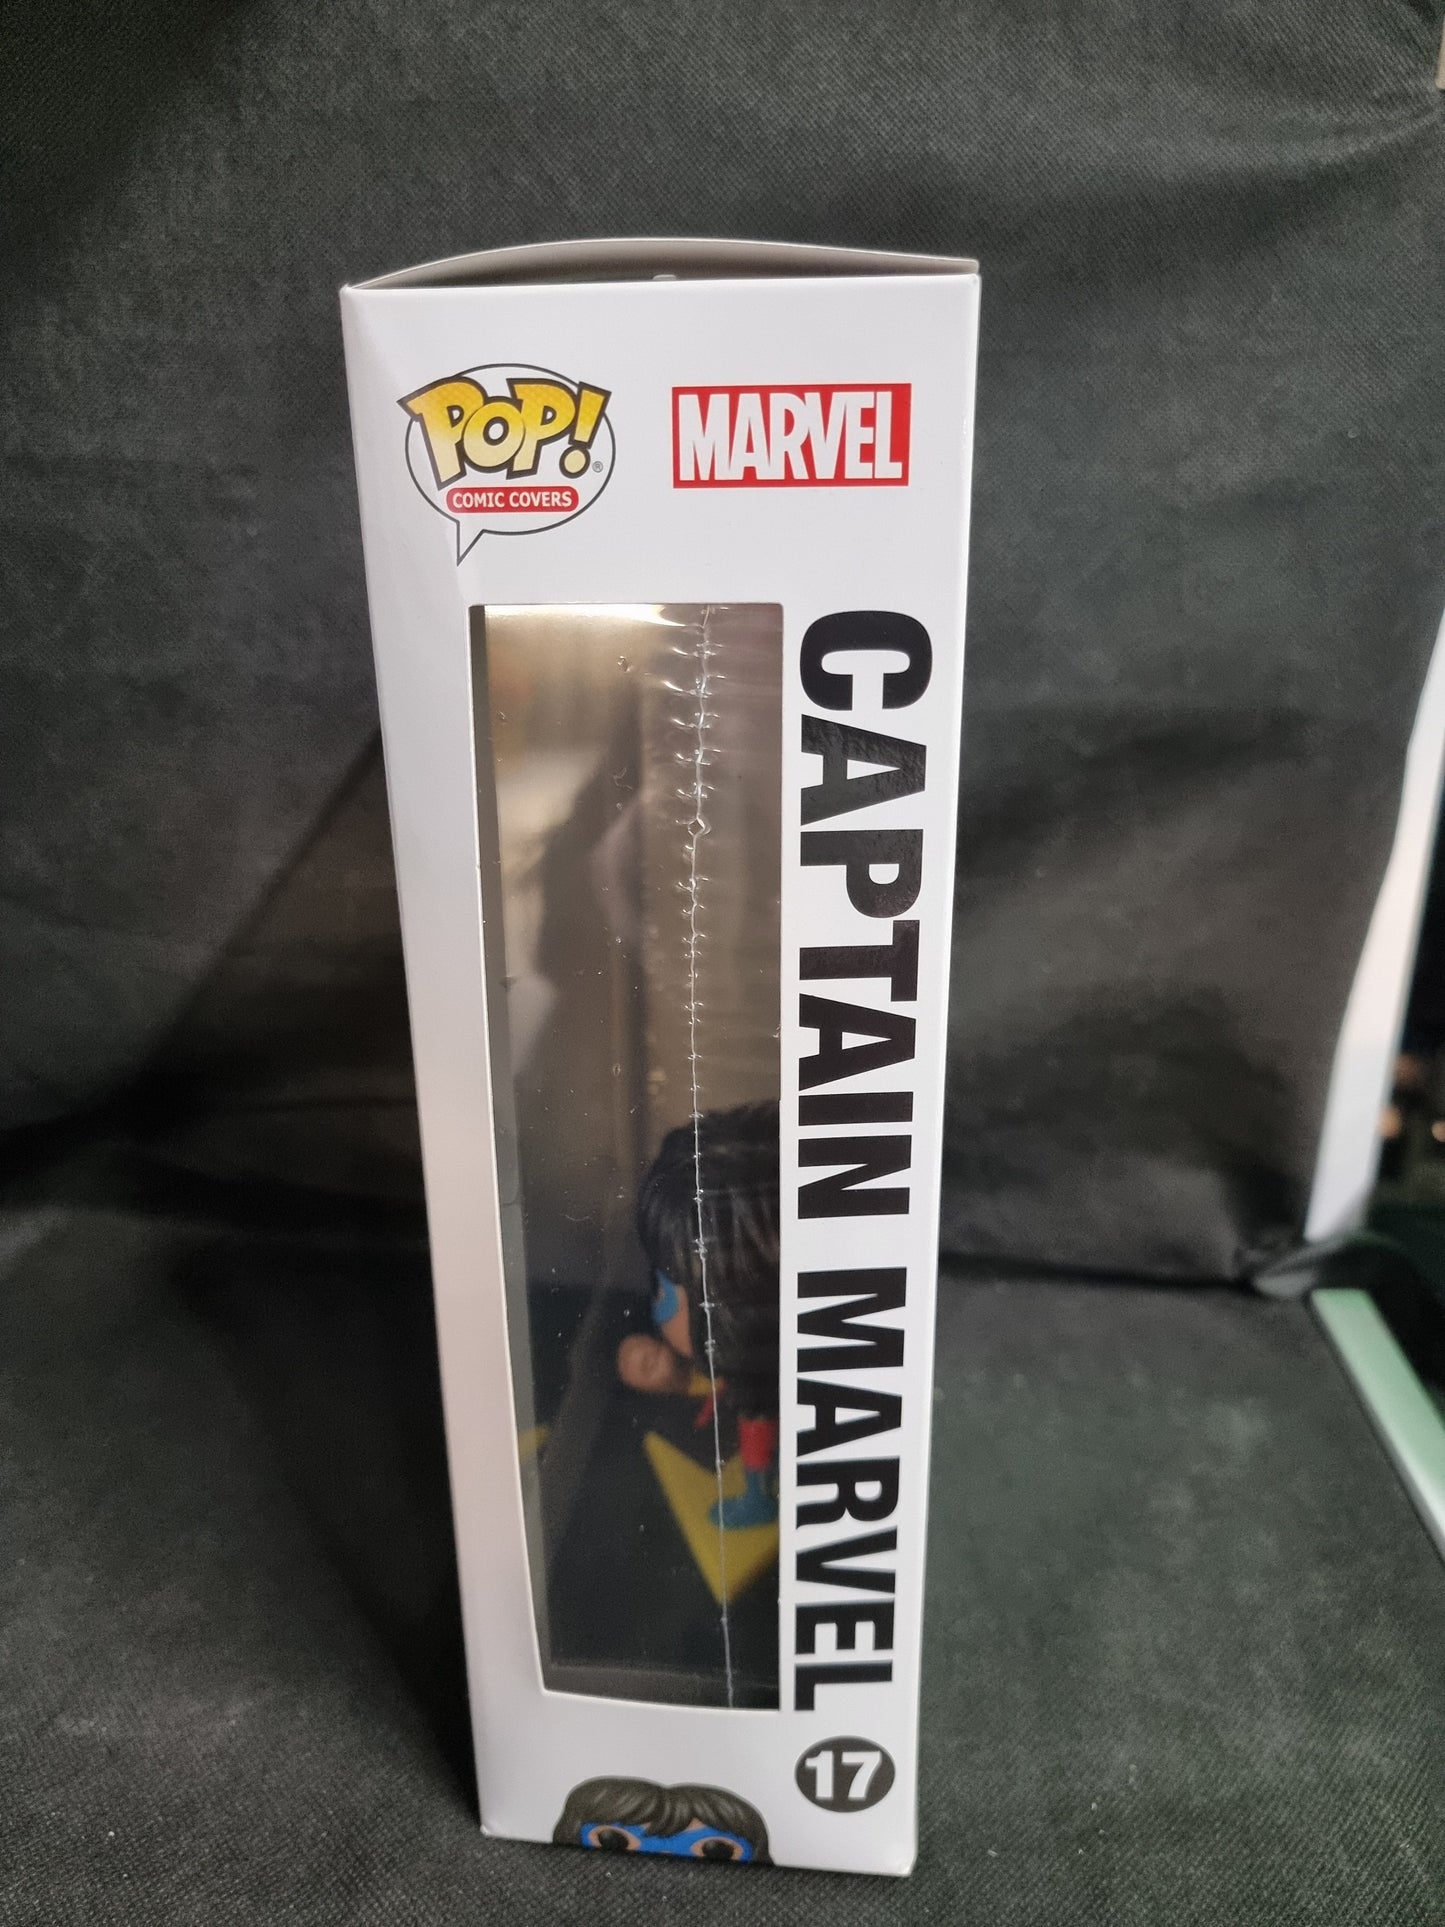 POP!®
COMIC COVERS
MARVEL
CAPTAIN MARVEL
17